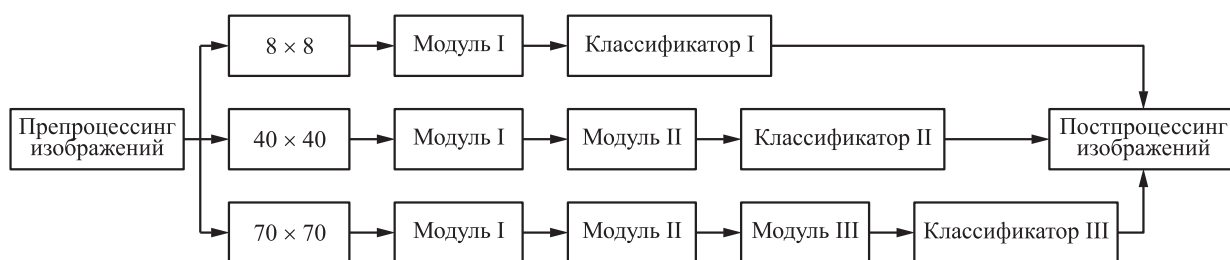 8 × 8
Модуль I
Классификатор I
Препроцессинг
изображений
40 × 40
Модуль I
Модуль II
Классификатор II
Постпроцессинг
изображений
70 × 70
Модуль I
Модуль II
Модуль III
Классификатор III